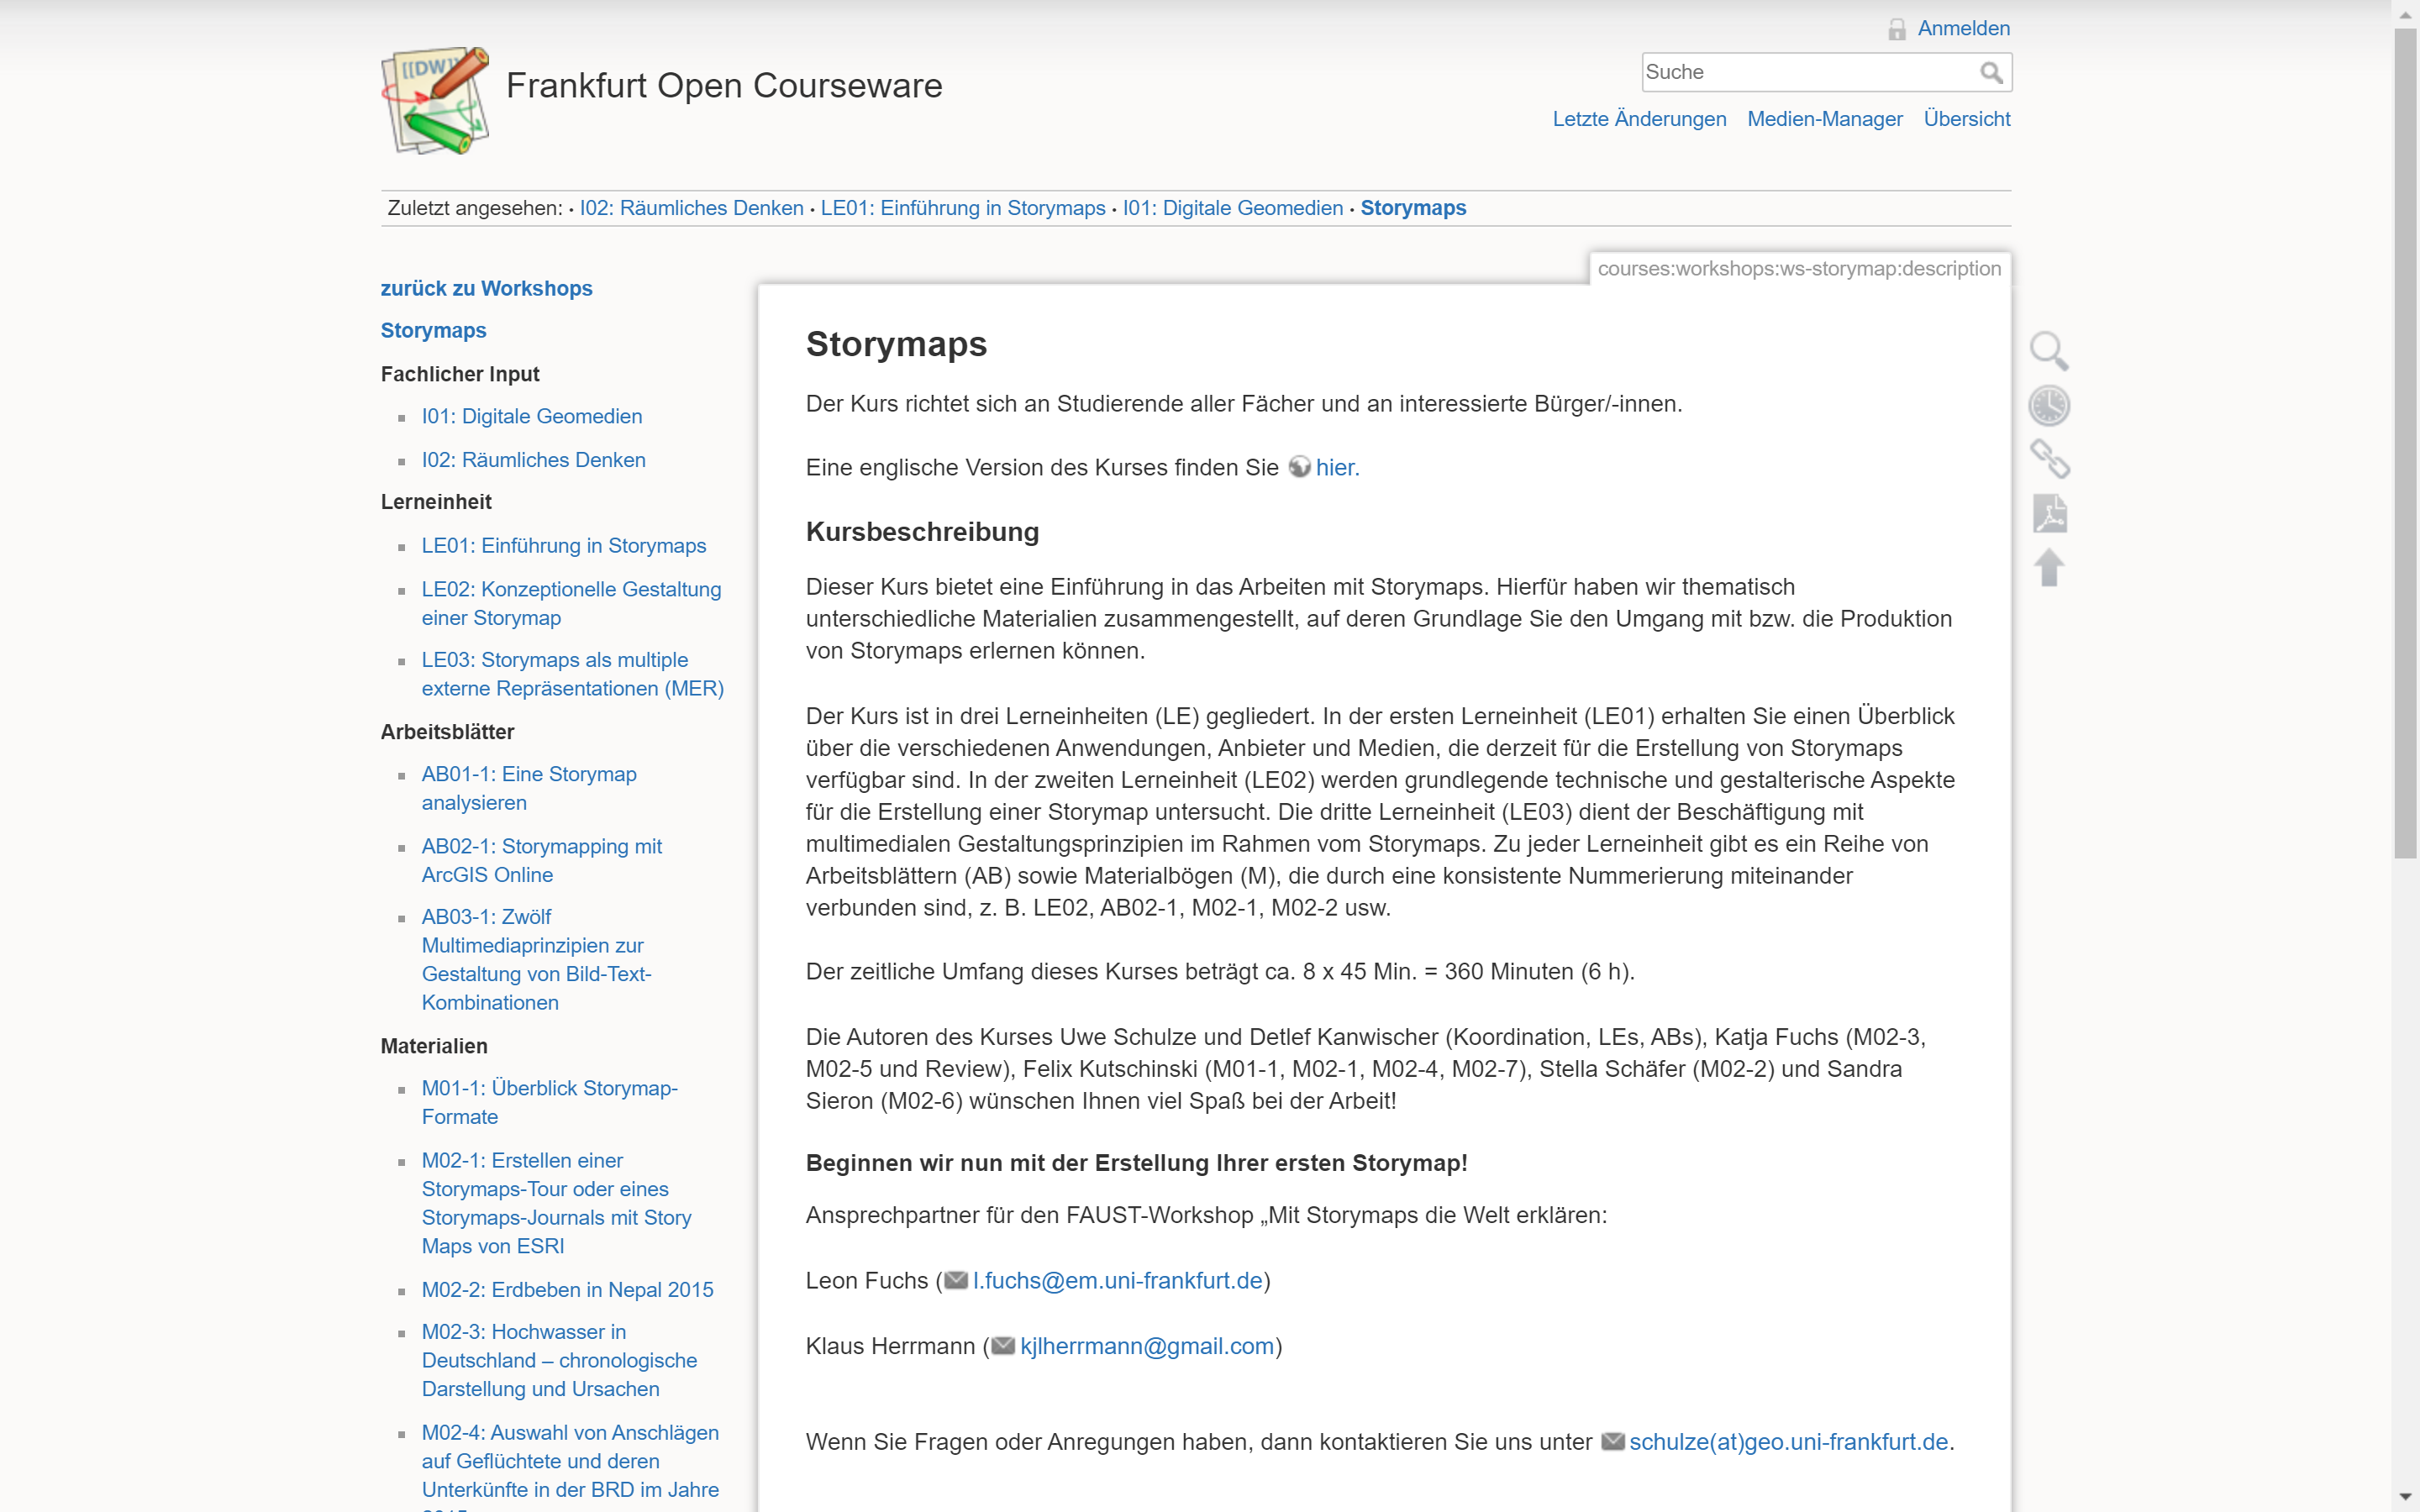 Anmelden
[[DW]]
Frankfurt Open Courseware
Suche
Letzte Änderungen Medien-Manager Übersicht
Zuletzt angesehen: • I02: Räumliches Denken • LE01: Einführung in Storymaps • I01: Digitale Geomedien • Storymaps
courses:workshops:ws-storymap:description
zurück zu Workshops
Storymaps
Fachlicher Input
I01: Digitale Geomedien
I02: Räumliches Denken
Lerneinheit
LE01: Einführung in Storymaps
LE02: Konzeptionelle Gestaltung
einer Storymap
LE03: Storymaps als multiple
externe Repräsentationen (MER)
Arbeitsblätter
AB01-1: Eine Storymap
analysieren
AB02-1: Storymapping mit
ArcGIS Online
AB03-1: Zwölf
Multimediaprinzipien zur
Gestaltung von Bild-Text-
Kombinationen
Materialien
M01-1: Überblick Storymap-
Formate
M02-1: Erstellen einer
Storymaps-Tour oder eines
Storymaps-Journals mit Story
Maps von ESRI
M02-2: Erdbeben in Nepal 2015
M02-3: Hochwasser in
Deutschland – chronologische
Darstellung und Ursachen
M02-4: Auswahl von Anschlägen
auf Geflüchtete und deren
Unterkünfte in der BRD im Jahre
Storymaps
Der Kurs richtet sich an Studierende aller Fächer und an interessierte Bürger/-innen.
Eine englische Version des Kurses finden Sie hier.
Kursbeschreibung
Dieser Kurs bietet eine Einführung in das Arbeiten mit Storymaps. Hierfür haben wir thematisch
unterschiedliche Materialien zusammengestellt, auf deren Grundlage Sie den Umgang mit bzw. die Produktion
von Storymaps erlernen können.
Der Kurs ist in drei Lerneinheiten (LE) gegliedert. In der ersten Lerneinheit (LE01) erhalten Sie einen Überblick
über die verschiedenen Anwendungen, Anbieter und Medien, die derzeit für die Erstellung von Storymaps
verfügbar sind. In der zweiten Lerneinheit (LE02) werden grundlegende technische und gestalterische Aspekte
für die Erstellung einer Storymap untersucht. Die dritte Lerneinheit (LE03) dient der Beschäftigung mit
multimedialen Gestaltungsprinzipien im Rahmen vom Storymaps. Zu jeder Lerneinheit gibt es ein Reihe von
Arbeitsblättern (AB) sowie Materialbögen (M), die durch eine konsistente Nummerierung miteinander
verbunden sind, z. B. LE02, AB02-1, M02-1, M02-2 usw.
Der zeitliche Umfang dieses Kurses beträgt ca. 8 x 45 Min. = 360 Minuten (6 h).
Die Autoren des Kurses Uwe Schulze und Detlef Kanwischer (Koordination, LEs, ABs), Katja Fuchs (M02-3,
M02-5 und Review), Felix Kutschinski (M01-1, M02-1, M02-4, M02-7), Stella Schäfer (M02-2) und Sandra
Sieron (M02-6) wünschen Ihnen viel Spaß bei der Arbeit!
Beginnen wir nun mit der Erstellung Ihrer ersten Storymap!
Ansprechpartner für den FAUST-Workshop „Mit Storymaps die Welt erklären:
Leon Fuchs (l.fuchs@em.uni-frankfurt.de)
Klaus Herrmann (kjlherrmann@gmail.com)
Wenn Sie Fragen oder Anregungen haben, dann kontaktieren Sie uns unter schulze(at)geo.uni-frankfurt.de.